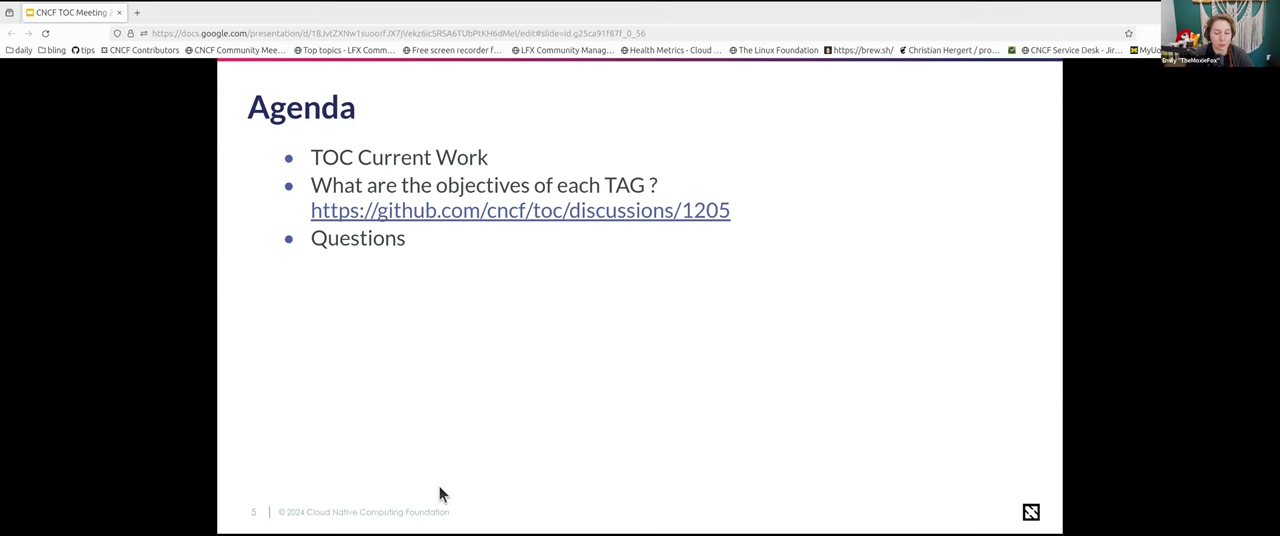 CNCF TOC Meeting 2
https://docs.google.com/presentation/d/18JvtZXNw1suoorfJX7jVekz6icSRSA6TUbPtKH6dMeI/edit#slide=id.g25ca91f87f_0_56
daily
bling
tips
CNCF Contributors
CNCF Community Mee…
Top topics - LFX Comm…
Free screen recorder f…
LFX Community Manag…
Health Metrics - Cloud …
The Linux Foundation
https://brew.sh/
Christian Hergert / pro…
CNCF Service Desk - Jir…
MyUo
Emily "TheMoxieFox"
Agenda
• TOC Current Work
• What are the objectives of each TAG ?
https://github.com/cncf/toc/discussions/1205
• Questions
5 | © 2024 Cloud Native Computing Foundation